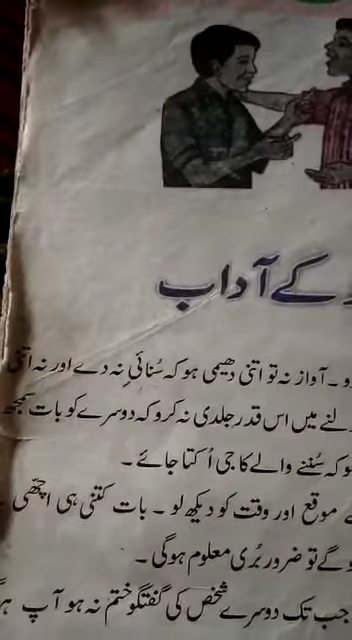 کے آداب
و ۔ آواز نہ تو اتنی دھیمی ہو کہ سُنائی نہ دے اور نہ اتنی
لنے میں اس قدر جلدی نہ کرو کہ دوسرے کو بات سمجھ
ہو کہ سُننے والے کا جی اُکتا جائے ۔
موقع اور وقت کو دیکھ لو ۔ بات کتنی ہی اچھّی
و گے تو ضرور بُری معلوم ہوگی ۔
جب تک دوسرے شخص کی گفتگو ختم نہ ہو آپ